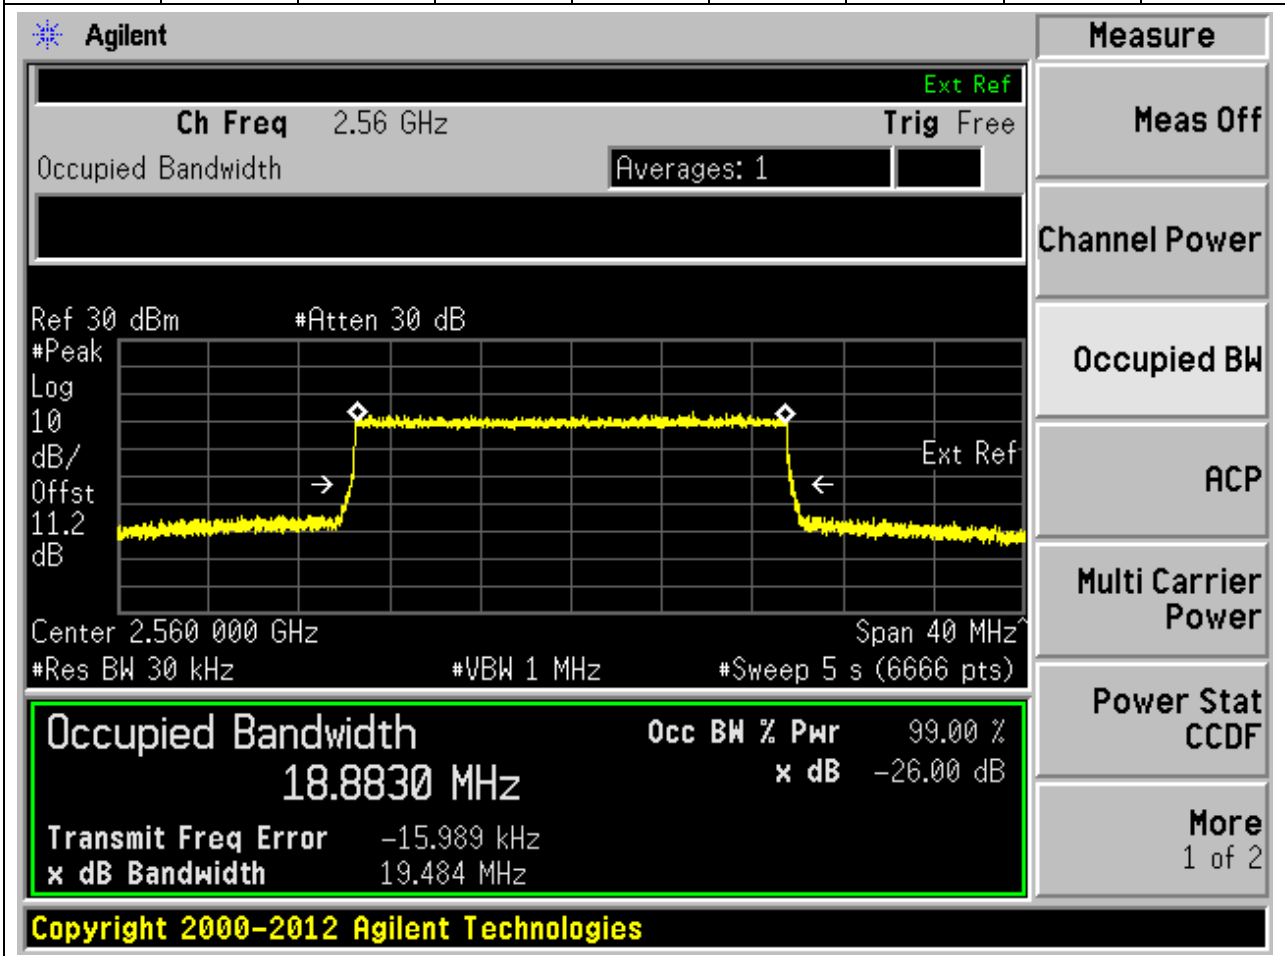 Agilent
Measure
Ext Ref
Ch Freq 2.56 GHz Trig Free
Meas Off
Occupied Bandwidth Averages: 1
Channel Power
Ref 30 dBm #Atten 30 dB
#Peak
Log
10
dB/
Offst
11.2
dB
Ext Ref
Occupied BW
ACP
Center 2.560 000 GHz Span 40 MHz^
#Res BW 30 kHz #VBW 1 MHz #Sweep 5 s (6666 pts)
Multi Carrier
Power
Occupied Bandwidth Occ BW % Pwr 99.00 %
18.8830 MHz x dB -26.00 dB
Transmit Freq Error -15.989 kHz
x dB Bandwidth 19.484 MHz
Power Stat
CCDF
More
1 of 2
Copyright 2000-2012 Agilent Technologies